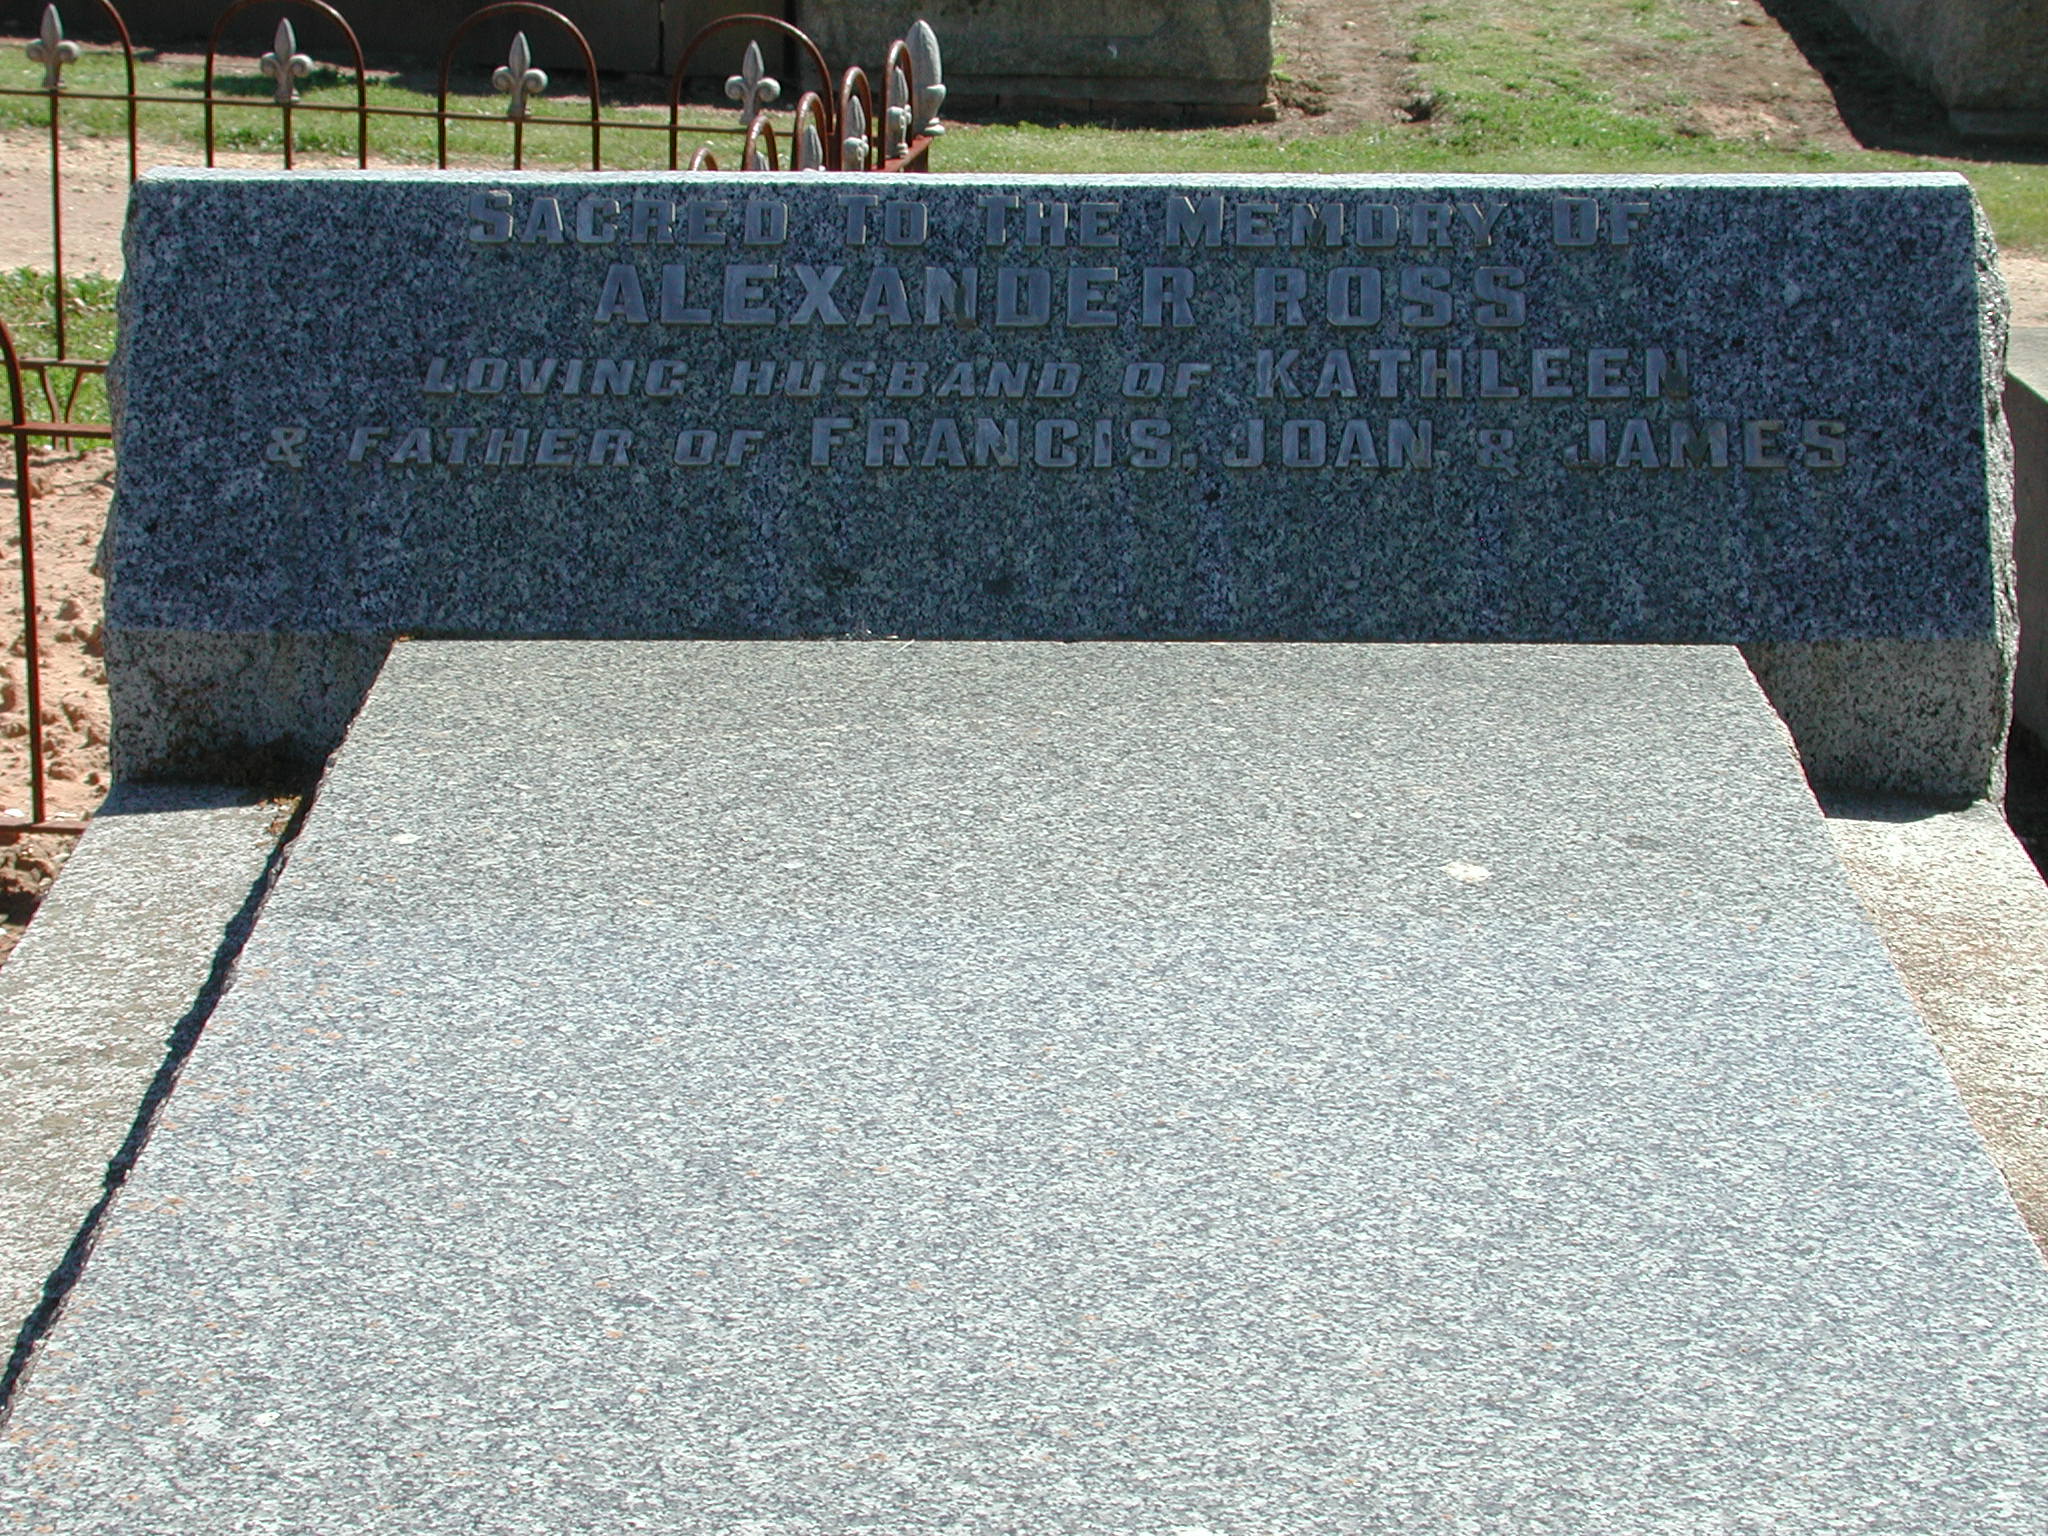 SACRED TO THE MEMORY OF
ALEXANDER ROSS
LOVING HUSBAND OF KATHLEEN
& FATHER OF FRANCIS, JOAN & JAMES